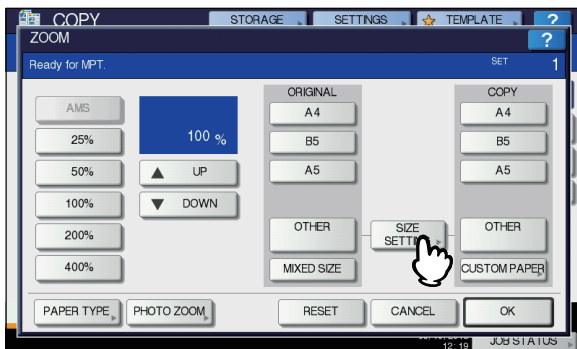 COPY STORAGE SETTINGS TEMPLATE ?
ZOOM ?
Ready for MPT. SET 1
ORIGINAL COPY
AMS A4 A4
100 %
25% B5 B5
50% UP A5 A5
100% DOWN
200% OTHER SIZE OTHER
400% MIXED SIZE CUSTOM PAPER
PAPER TYPE PHOTO ZOOM RESET CANCEL OK
12:19 JOB STATUS